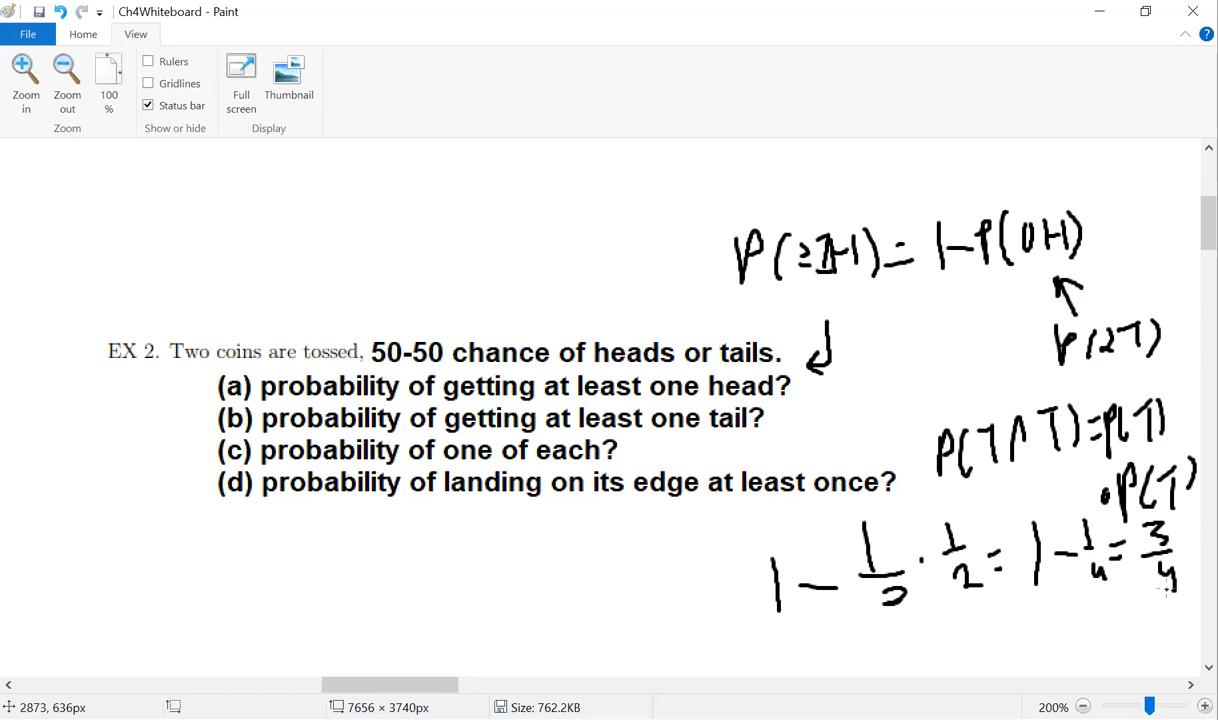 Ch4Whiteboard - Paint
File Home View
Zoom in
Zoom out
100 %
Rulers
Gridlines
Status bar
Full screen
Thumbnail
Zoom
Show or hide
Display
P(≥1H) = 1 - P(0H)
P(2T)
EX 2. Two coins are tossed, 50-50 chance of heads or tails.
(a) probability of getting at least one head?
(b) probability of getting at least one tail?
(c) probability of one of each?
(d) probability of landing on its edge at least once?
P(T ∧ T) = P(T)
• P(T)
1 - 1/2 · 1/2 = 1 - 1/4 = 3/4
2873, 636px
7656 × 3740px
Size: 762.2KB
200%